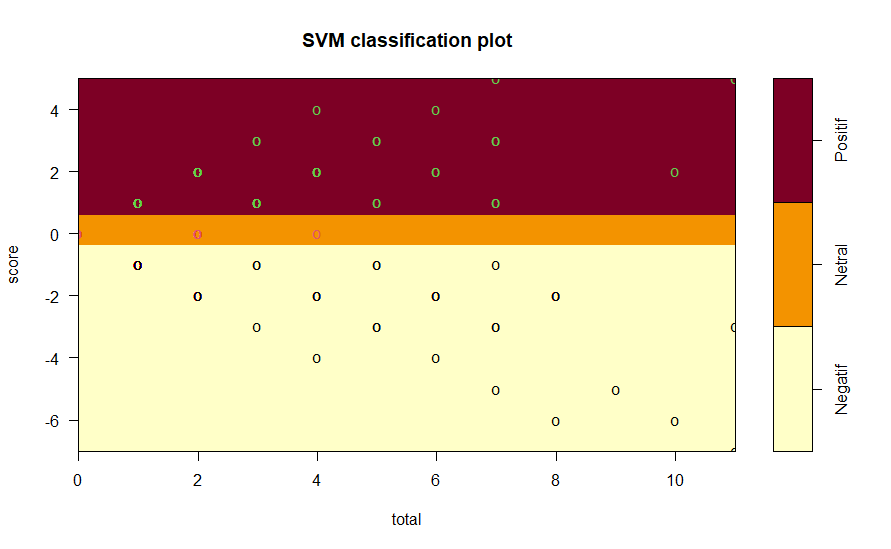 SVM classification plot
score
4
2
0
-2
-4
-6
0 2 4 6 8 10
total
Positif
Netral
Negatif